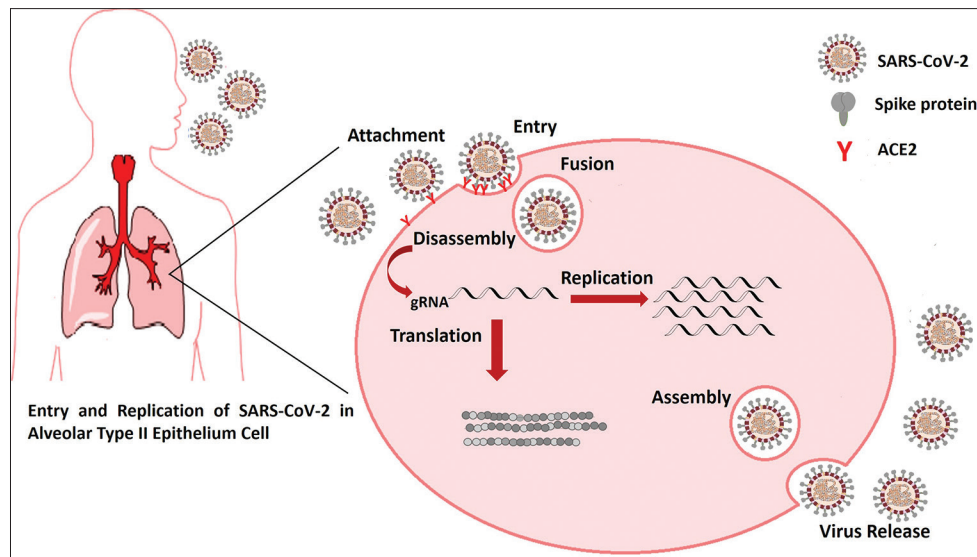 SARS-CoV-2
Spike protein
ACE2
Attachment
Entry
Fusion
Disassembly
gRNA
Replication
Translation
Assembly
Virus Release
Entry and Replication of SARS-CoV-2 in
Alveolar Type II Epithelium Cell